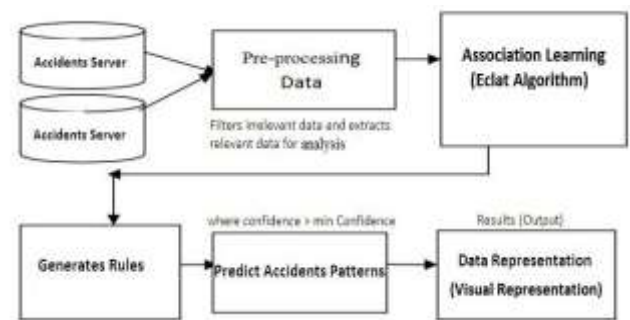 Accidents Server
Accidents Server
Pre-processing
Data
Filters irrelevant data and extracts
relevant data for analysis
Association Learning
(Eclat Algorithm)
Generates Rules
where confidence > min Confidence
Predict Accidents Patterns
Results (Output)
Data Representation
(Visual Representation)